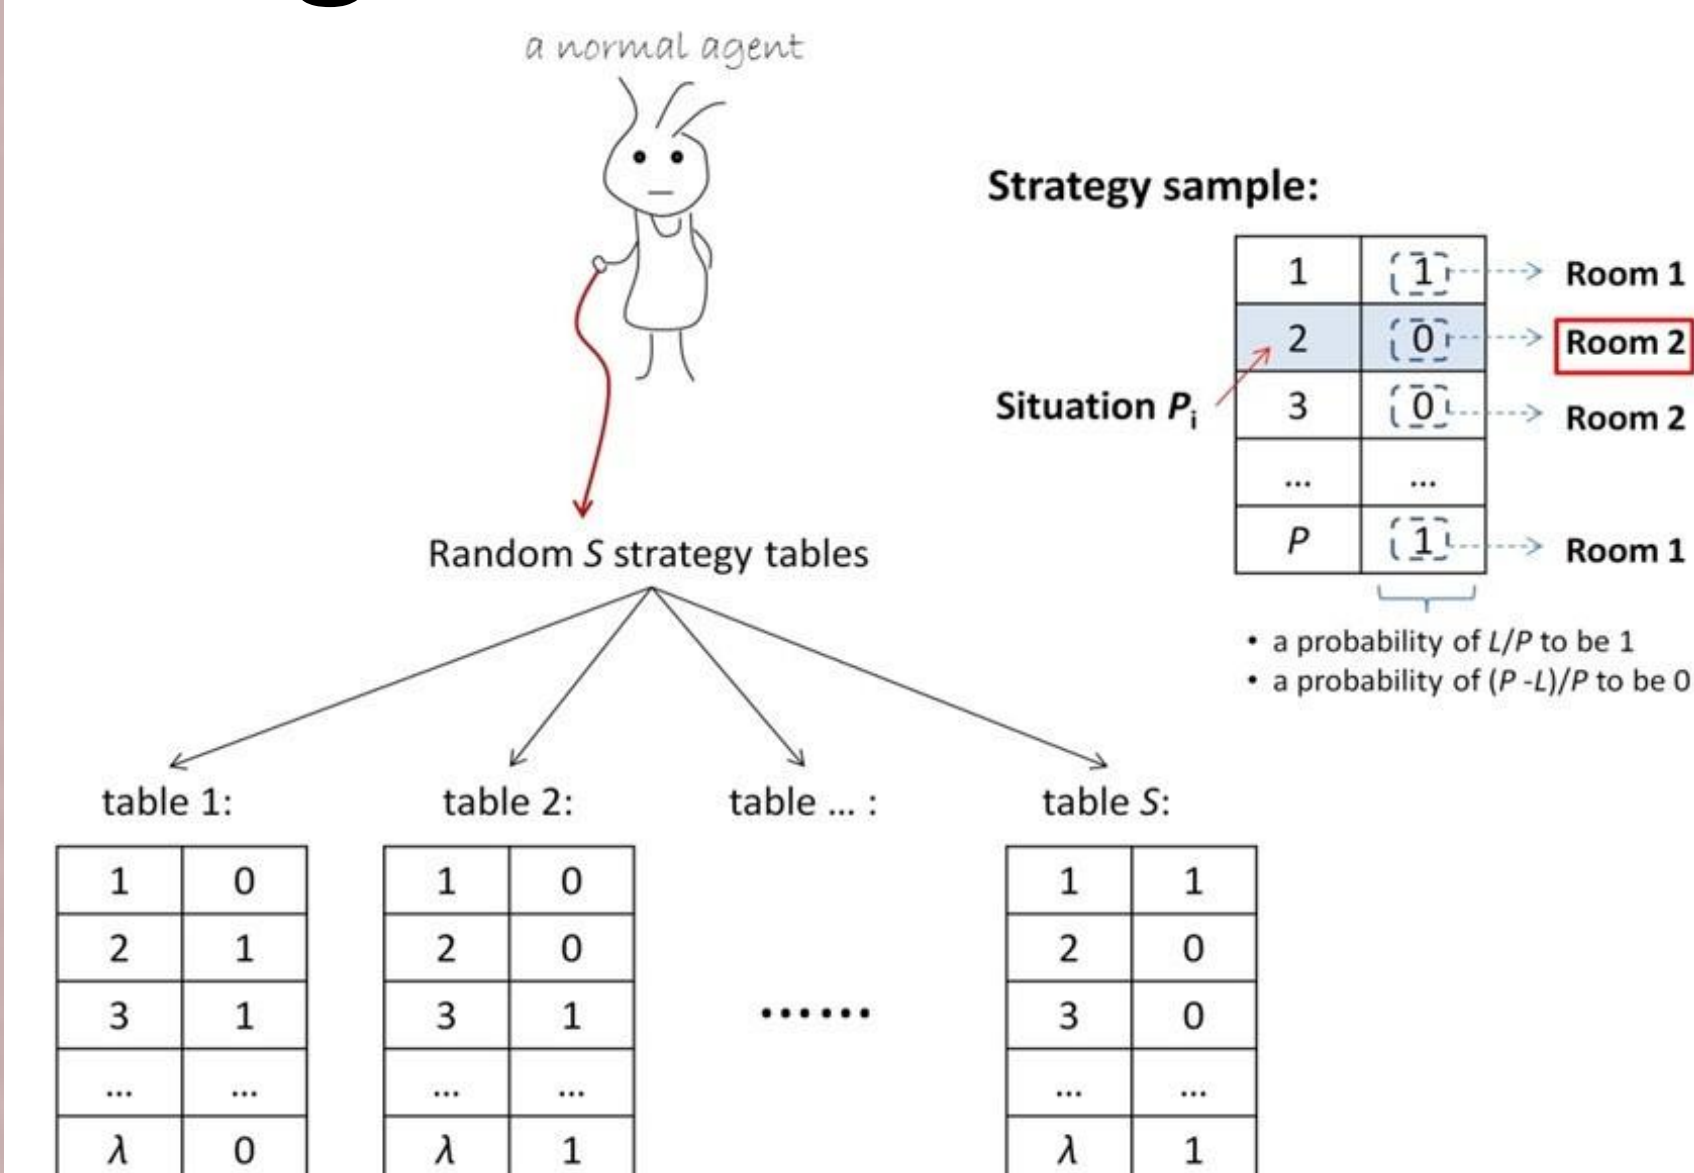 a normal agent
Strategy sample:
1 1 Room 1
2 0 Room 2
Situation Pi
3 0 Room 2
... ...
P 1 Room 1
• a probability of L/P to be 1
• a probability of (P -L)/P to be 0
Random S strategy tables
table 1: table 2: table ... : table S:
1 0 1 0 1 1
2 1 2 0 2 0
3 1 3 1 ...... 3 0
... ... ... ... ... ...
λ 0 λ 1 λ 1